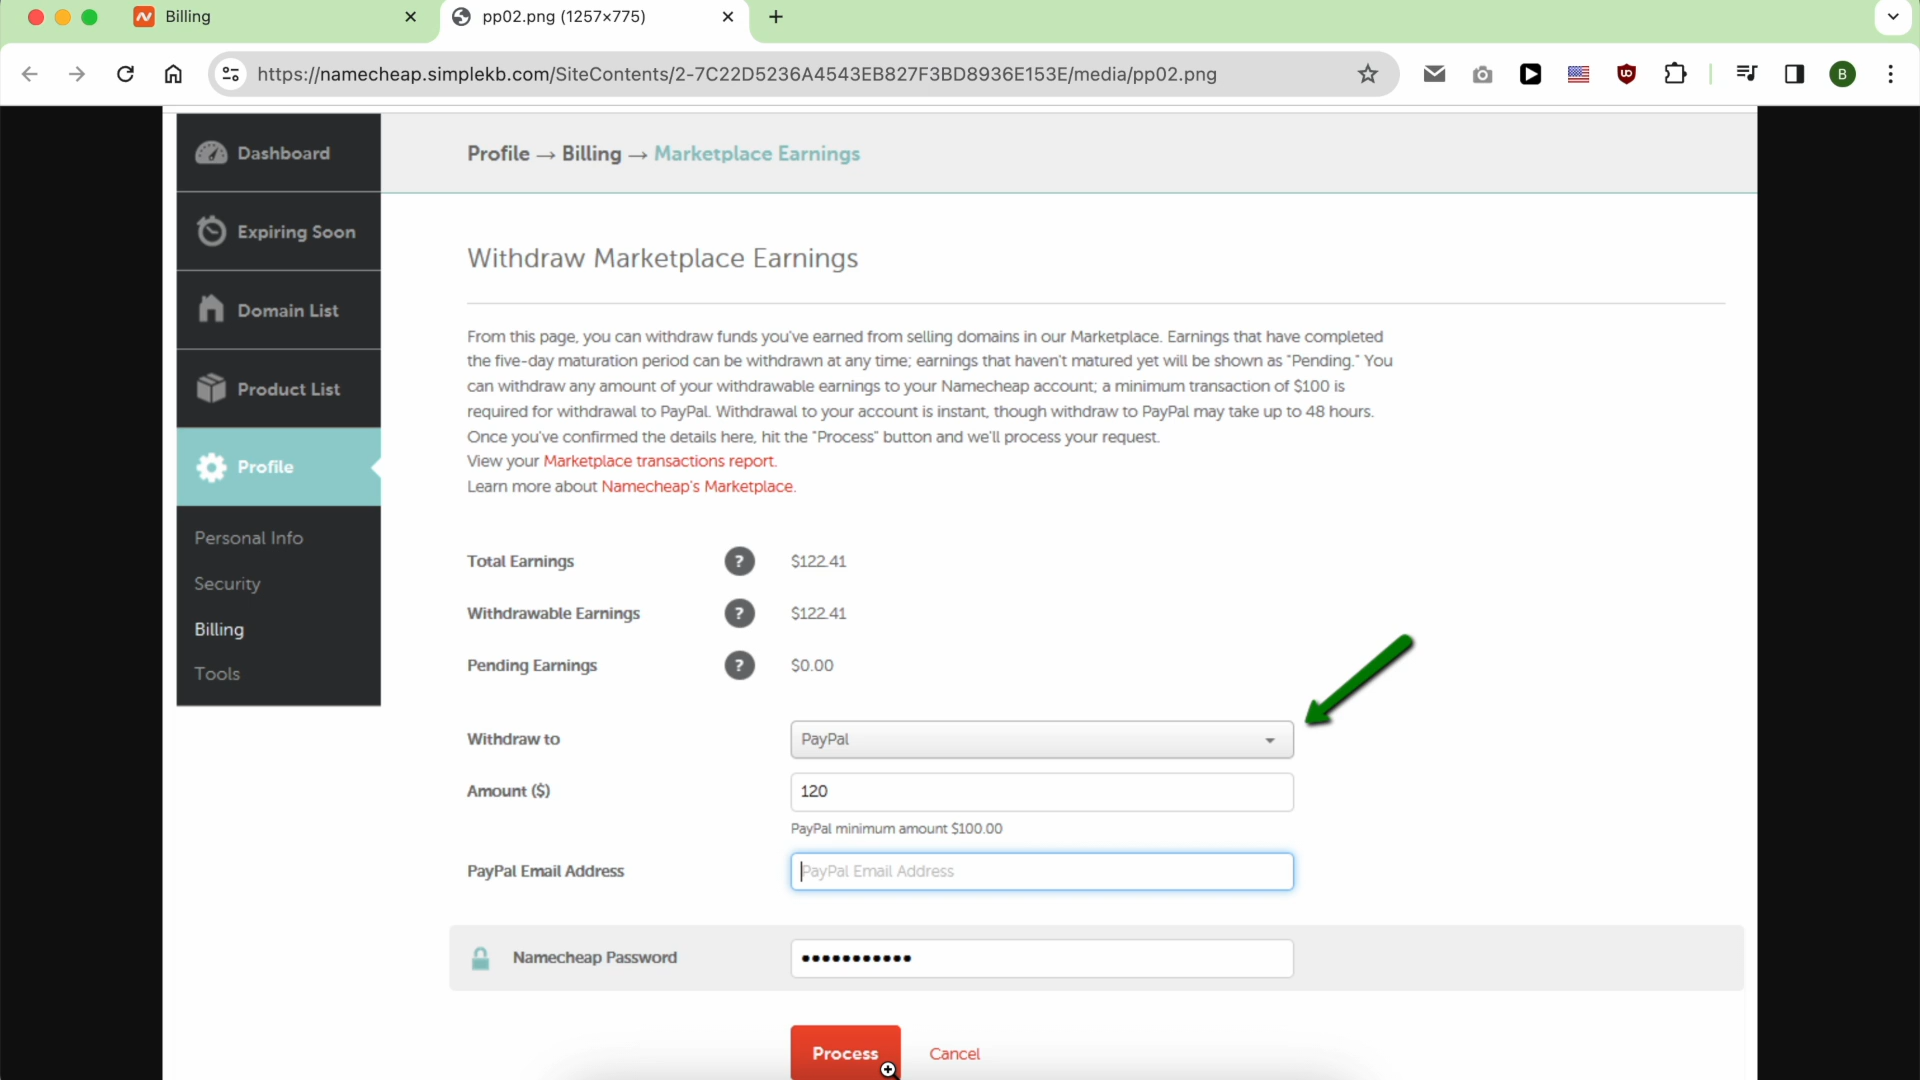 Billing
pp02.png (1257×775)
https://namecheap.simplekb.com/SiteContents/2-7C22D5236A4543EB827F3BD8936E153E/media/pp02.png
B
Dashboard
Expiring Soon
Domain List
Product List
Profile
Personal Info
Security
Billing
Tools
Profile → Billing → Marketplace Earnings
Withdraw Marketplace Earnings
From this page, you can withdraw funds you've earned from selling domains in our Marketplace. Earnings that have completed
the five-day maturation period can be withdrawn at any time; earnings that haven't matured yet will be shown as "Pending." You
can withdraw any amount of your withdrawable earnings to your Namecheap account; a minimum transaction of $100 is
required for withdrawal to PayPal. Withdrawal to your account is instant, though withdraw to PayPal may take up to 48 hours.
Once you've confirmed the details here, hit the "Process" button and we'll process your request.
View your Marketplace transactions report.
Learn more about Namecheap's Marketplace.
Total Earnings ? $122.41
Withdrawable Earnings ? $122.41
Pending Earnings ? $0.00
Withdraw to PayPal
Amount ($) 120
PayPal minimum amount $100.00
PayPal Email Address PayPal Email Address
Namecheap Password •••••••••••
Process Cancel